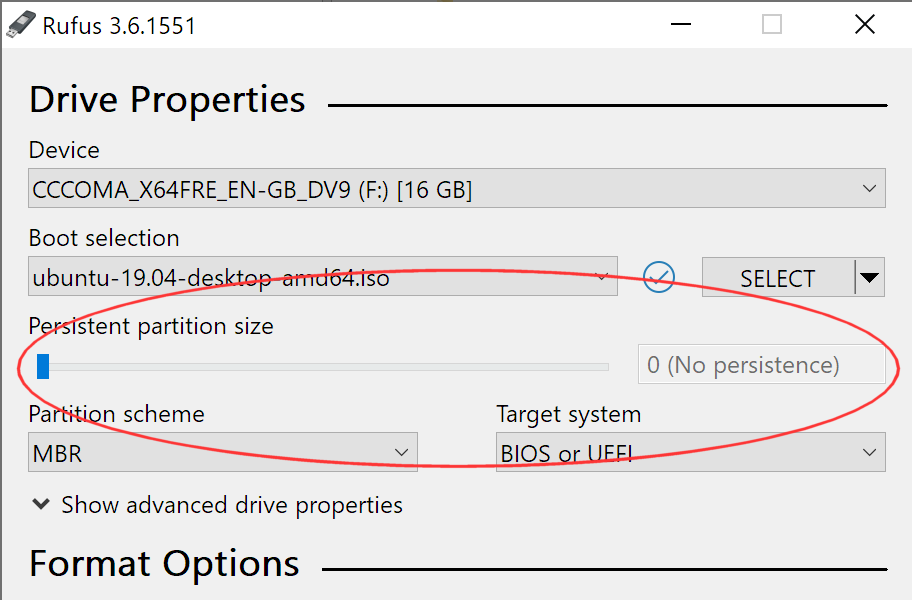 Rufus 3.6.1551
Drive Properties
Device
CCCOMA_X64FRE_EN-GB_DV9 (F:) [16 GB]
Boot selection
ubuntu-19.04-desktop-amd64.iso
SELECT
Persistent partition size
0 (No persistence)
Partition scheme
Target system
MBR
BIOS or UEFI
Show advanced drive properties
Format Options